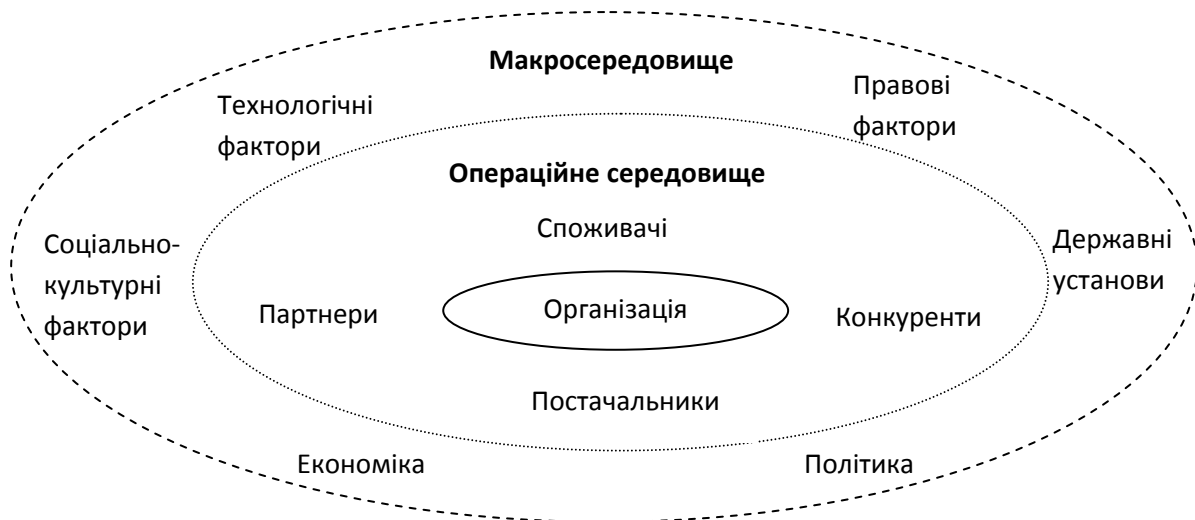 Макросередовище
Технологічні
фактори
Правові
фактори
Операційне середовище
Споживачі
Соціально-
культурні
фактори
Державні
установи
Партнери
Організація
Конкуренти
Постачальники
Економіка
Політика